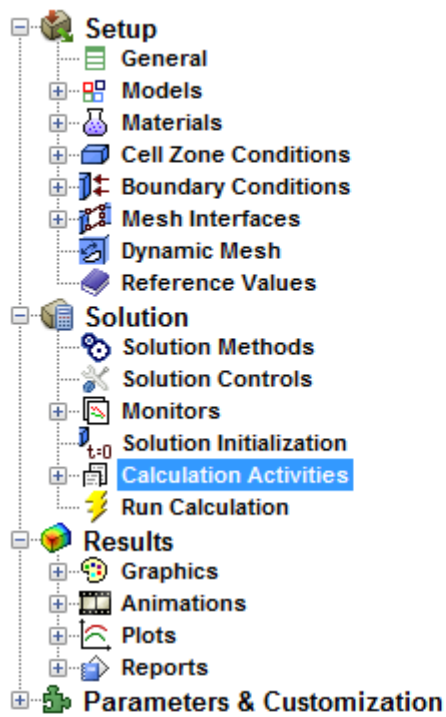 Setup
General
Models
Materials
Cell Zone Conditions
Boundary Conditions
Mesh Interfaces
Dynamic Mesh
Reference Values
Solution
Solution Methods
Solution Controls
Monitors
t=0 Solution Initialization
Calculation Activities
Run Calculation
Results
Graphics
Animations
Plots
Reports
Parameters & Customization